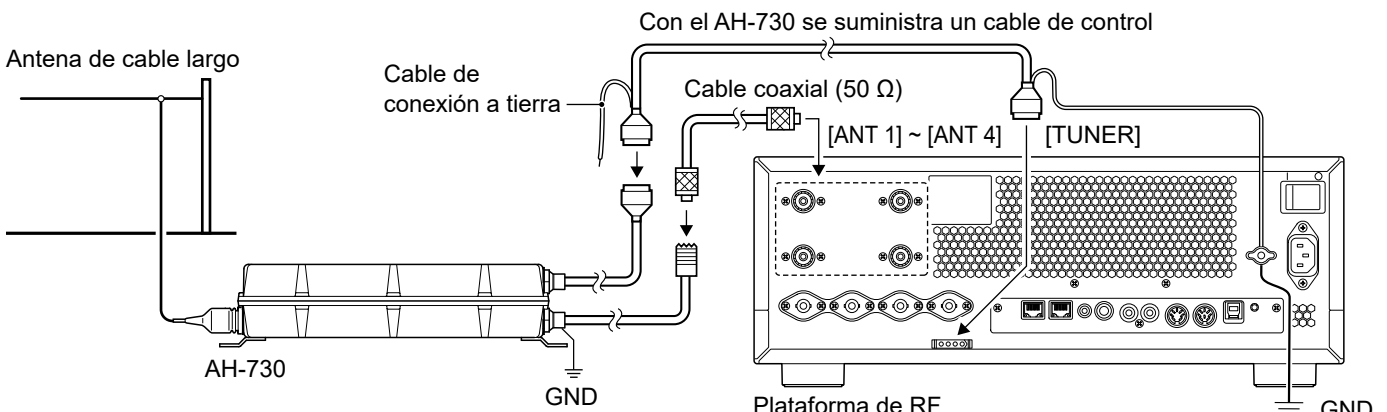 Con el AH-730 se suministra un cable de control
Antena de cable largo
Cable de
conexión a tierra
Cable coaxial (50 Ω)
[ANT 1] ~ [ANT 4]
[TUNER]
AH-730
GND
Plataforma de RF
GND